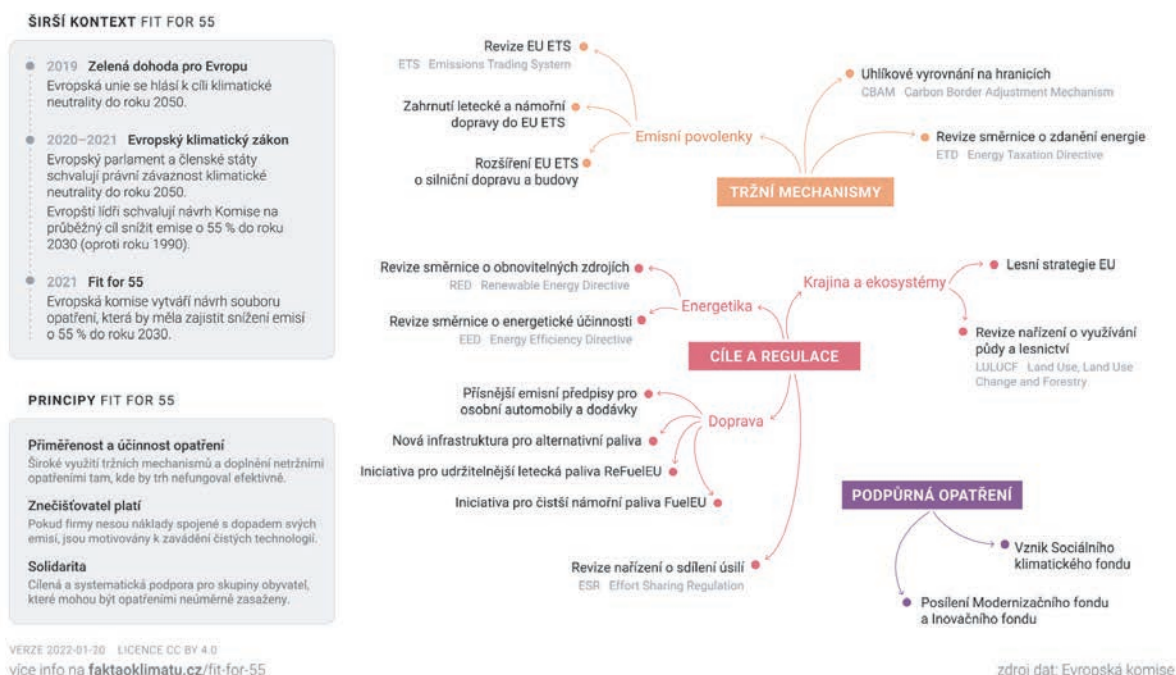 ŠIRŠÍ KONTEXT FIT FOR 55
2019 Zelená dohoda pro Evropu
Evropská unie se hlásí k cíli klimatické
neutrality do roku 2050.
2020–2021 Evropský klimatický zákon
Evropský parlament a členské státy
schvalují právní závaznost klimatické
neutrality do roku 2050.
Evropští lídři schvalují návrh Komise na
průběžný cíl snížit emise o 55 % do roku
2030 (oproti roku 1990).
2021 Fit for 55
Evropská komise vytváří návrh souboru
opatření, která by měla zajistit snížení emisí
o 55 % do roku 2030.
PRINCIPY FIT FOR 55
Přiměřenost a účinnost opatření
Široké využití tržních mechanismů a doplnění netržními
opatřeními tam, kde by trh nefungoval efektivně.
Znečišťovatel platí
Pokud firmy nesou náklady spojené s dopadem svých
emisí, jsou motivovány k zavádění čistých technologií.
Solidarita
Cílená a systematická podpora pro skupiny obyvatel,
které mohou být opatřeními neúměrně zasaženy.
Revize EU ETS
ETS Emissions Trading System
Zahrnutí letecké a námořní
dopravy do EU ETS
Rozšíření EU ETS
o silniční dopravu a budovy
Emisní povolenky
Uhlíkové vyrovnání na hranicích
CBAM Carbon Border Adjustment Mechanism
Revize směrnice o zdanění energie
ETD Energy Taxation Directive
TRŽNÍ MECHANISMY
Revize směrnice o obnovitelných zdrojích
RED Renewable Energy Directive
Revize směrnice o energetické účinnosti
EED Energy Efficiency Directive
Energetika
Krajina a ekosystémy
Lesní strategie EU
Revize nařízení o využívání
půdy a lesnictví
LULUCF Land Use, Land Use
Change and Forestry
CÍLE A REGULACE
Přísnější emisní předpisy pro
osobní automobily a dodávky
Doprava
Nová infrastruktura pro alternativní paliva
Iniciativa pro udržitelnější letecká paliva ReFuelEU
Iniciativa pro čistší námořní paliva FuelEU
Revize nařízení o sdílení úsilí
ESR Effort Sharing Regulation
PODPŮRNÁ OPATŘENÍ
Vznik Sociálního
klimatického fondu
Posílení Modernizačního fondu
a Inovačního fondu
VERZE 2022-01-20 LICENCE CC BY 4.0
více info na faktaoklimatu.cz/fit-for-55
zdroj dat: Evropská komise